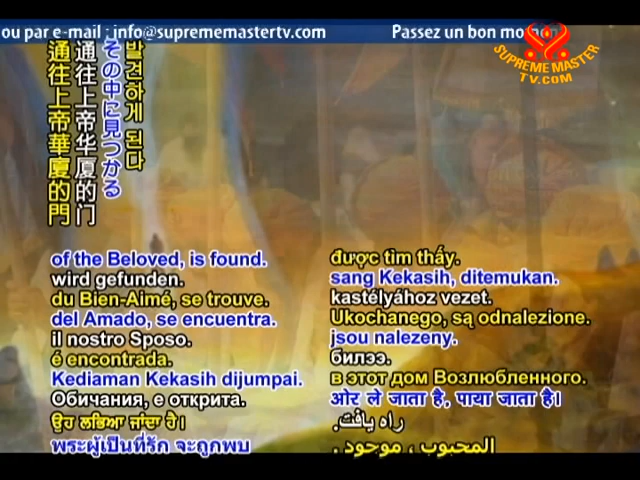 ou par e-mail : info@suprememastertv.com Passez un bon mo
SUPREME MASTER
TV.COM
발견하게 된다
その中に見つかる
通往上帝华厦的门
通往上帝華廈的門
of the Beloved, is found.
wird gefunden.
du Bien-Aimé, se trouve.
del Amado, se encuentra.
il nostro Sposo.
é encontrada.
Kediaman Kekasih dijumpai.
Обичания, е открита.
ਉਹ ਲਭਿਆ ਜਾਂਦਾ ਹੈ।
พระผู้เป็นที่รัก จะถูกพบ
được tìm thấy.
sang Kekasih, ditemukan.
kastélyához vezet.
Ukochanego, są odnalezione.
jsou nalezeny.
билээ.
в этот дом Возлюбленного.
ओर ले जाता है, पाया जाता है।
راه یافت.
المحبوب ، موجود .